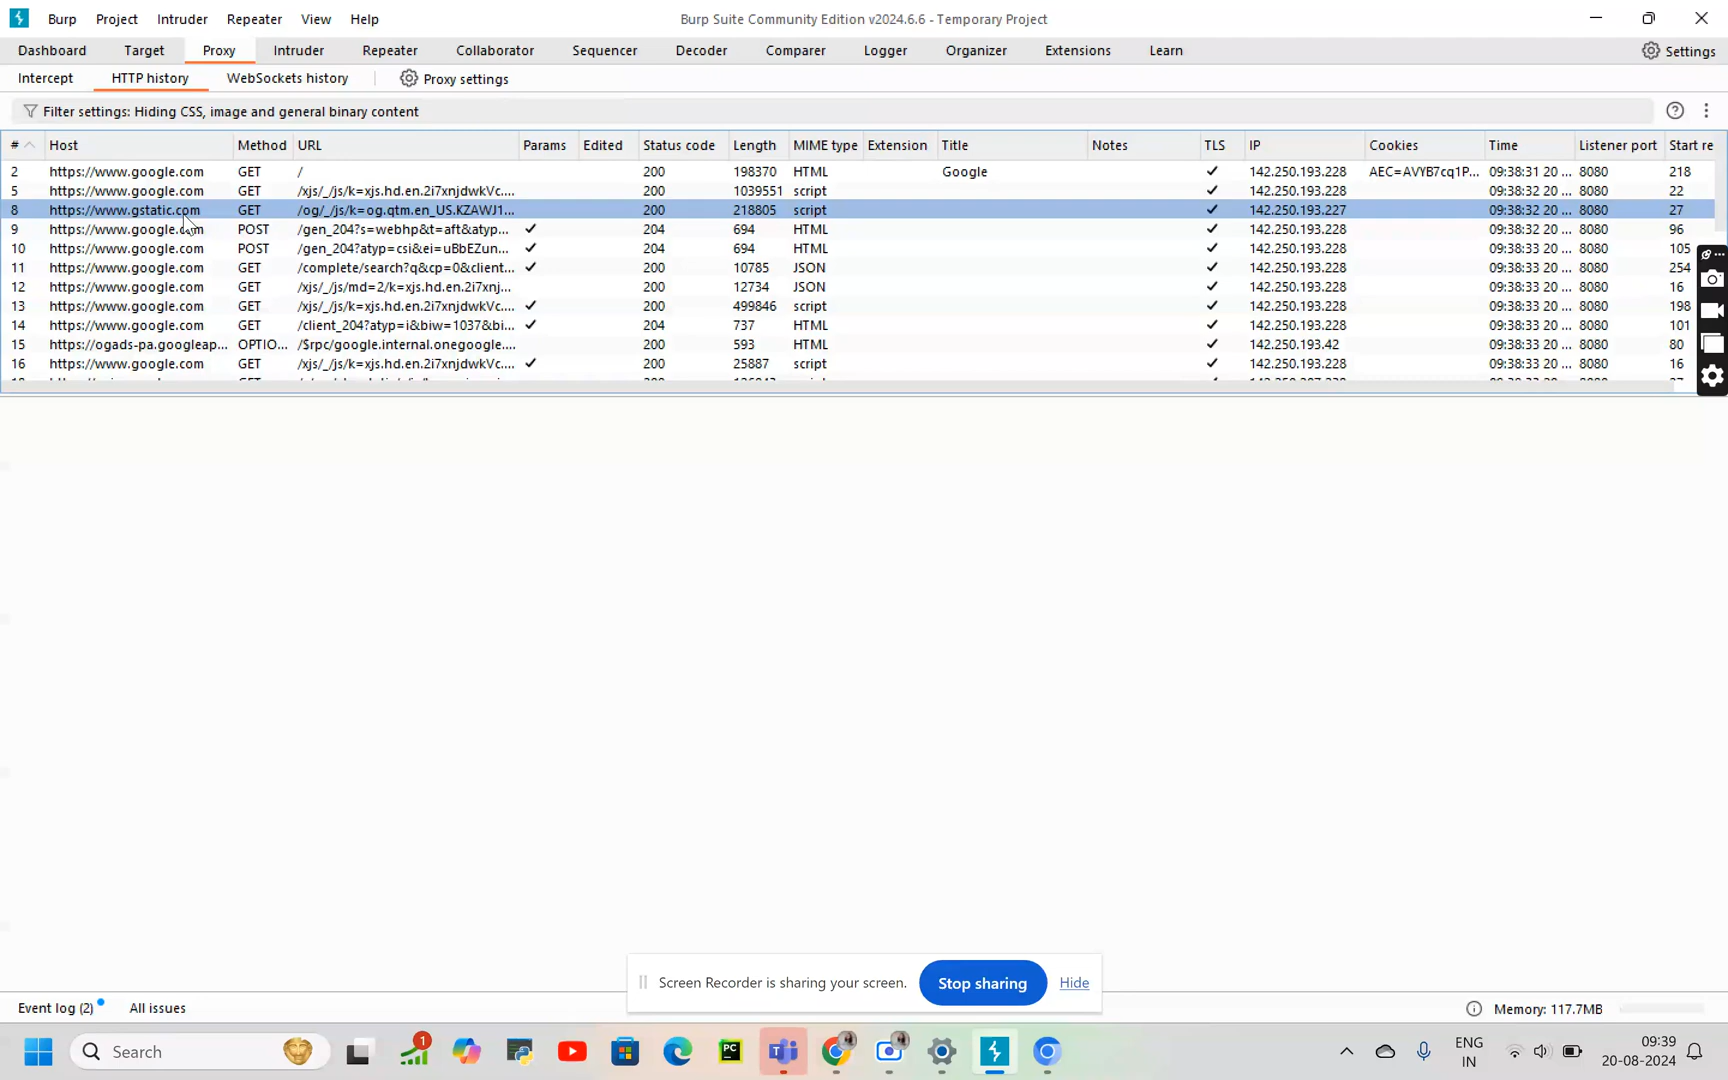 Burp Project Intruder Repeater View Help Burp Suite Community Edition v2024.6.6 - Temporary Project
Dashboard Target Proxy Intruder Repeater Collaborator Sequencer Decoder Comparer Logger Organizer Extensions Learn Settings
Intercept HTTP history WebSockets history Proxy settings
Filter settings: Hiding CSS, image and general binary content
# Host Method URL Params Edited Status code Length MIME type Extension Title Notes TLS IP Cookies Time Listener port Start re
2 https://www.google.com GET / 200 198370 HTML Google ✓ 142.250.193.228 AEC=AVYB7cq1P... 09:38:31 20 ... 8080 218
5 https://www.google.com GET /xjs/_/js/k=xjs.hd.en.2i7xnjdwkVc.... 200 1039551 script ✓ 142.250.193.228 09:38:32 20 ... 8080 22
8 https://www.gstatic.com GET /og/_/js/k=og.qtm.en_US.KZAWJ1... 200 218805 script ✓ 142.250.193.227 09:38:32 20 ... 8080 27
9 https://www.google.com POST /gen_204?s=webhp&t=aft&atyp... ✓ 204 694 HTML ✓ 142.250.193.228 09:38:32 20 ... 8080 96
10 https://www.google.com POST /gen_204?atyp=csi&ei=uBbEZun... ✓ 204 694 HTML ✓ 142.250.193.228 09:38:33 20 ... 8080 105
11 https://www.google.com GET /complete/search?q&cp=0&client... ✓ 200 10785 JSON ✓ 142.250.193.228 09:38:33 20 ... 8080 254
12 https://www.google.com GET /xjs/_/js/md=2/k=xjs.hd.en.2i7xnj... 200 12734 JSON ✓ 142.250.193.228 09:38:33 20 ... 8080 16
13 https://www.google.com GET /xjs/_/js/k=xjs.hd.en.2i7xnjdwkVc.... ✓ 200 499846 script ✓ 142.250.193.228 09:38:33 20 ... 8080 198
14 https://www.google.com GET /client_204?atyp=i&biw=1037&bi... ✓ 204 737 HTML ✓ 142.250.193.228 09:38:33 20 ... 8080 101
15 https://ogads-pa.googleap... OPTIO... /$rpc/google.internal.onegoogle.... 200 593 HTML ✓ 142.250.193.42 09:38:33 20 ... 8080 80
16 https://www.google.com GET /xjs/_/js/k=xjs.hd.en.2i7xnjdwkVc.... ✓ 200 25887 script ✓ 142.250.193.228 09:38:33 20 ... 8080 16
Screen Recorder is sharing your screen. Stop sharing Hide
Event log (2) All issues Memory: 117.7MB
Search 1 PC ENG 09:39
IN 20-08-2024